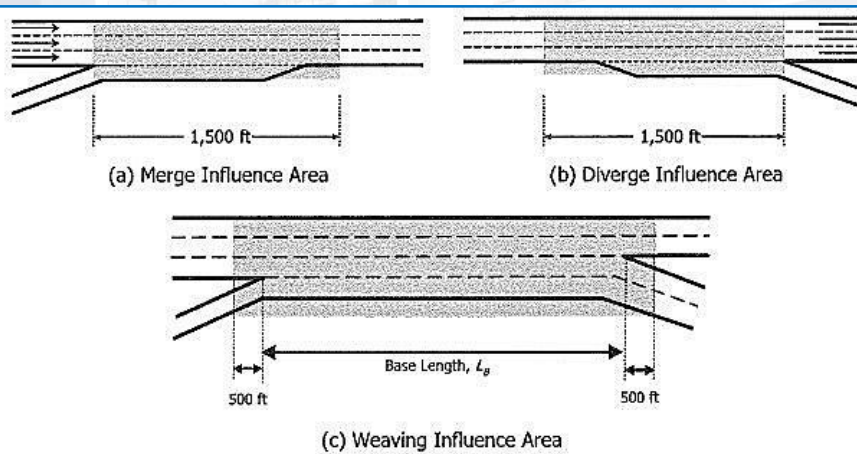 1,500 ft
1,500 ft
(a) Merge Influence Area
(b) Diverge Influence Area
Base Length, L_B
500 ft
500 ft
(c) Weaving Influence Area